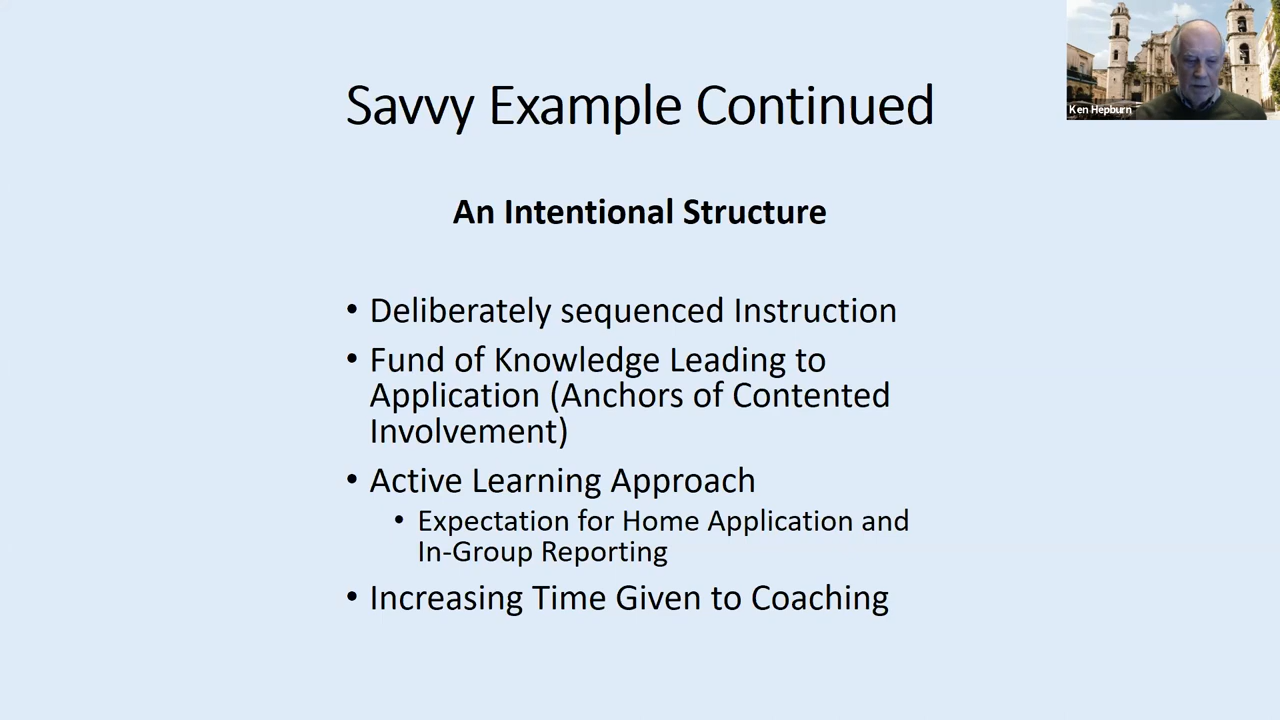 Savvy Example Continued
Ken Hepburn
An Intentional Structure
• Deliberately sequenced Instruction
• Fund of Knowledge Leading to
Application (Anchors of Contented
Involvement)
• Active Learning Approach
• Expectation for Home Application and
In-Group Reporting
• Increasing Time Given to Coaching